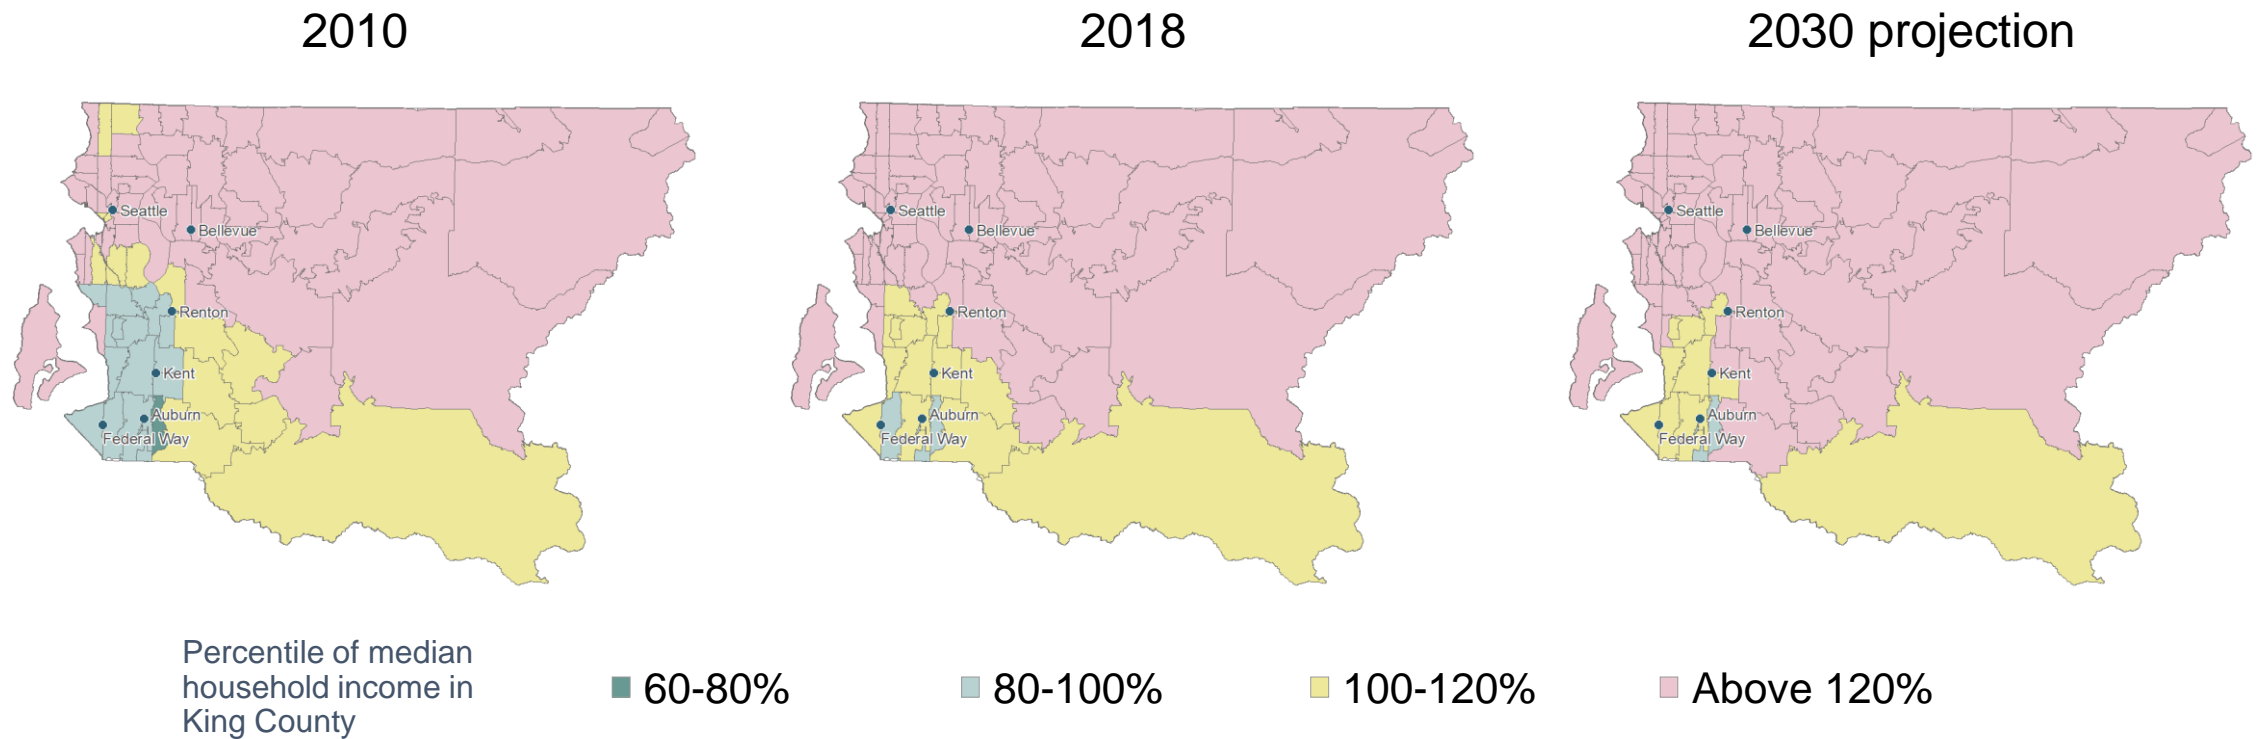 2010
2018
2030 projection
Seattle
Bellevue
Renton
Kent
Auburn
Federal Way
Seattle
Bellevue
Renton
Kent
Auburn
Federal Way
Seattle
Bellevue
Renton
Kent
Auburn
Federal Way
Percentile of median
household income in
King County
60-80%
80-100%
100-120%
Above 120%